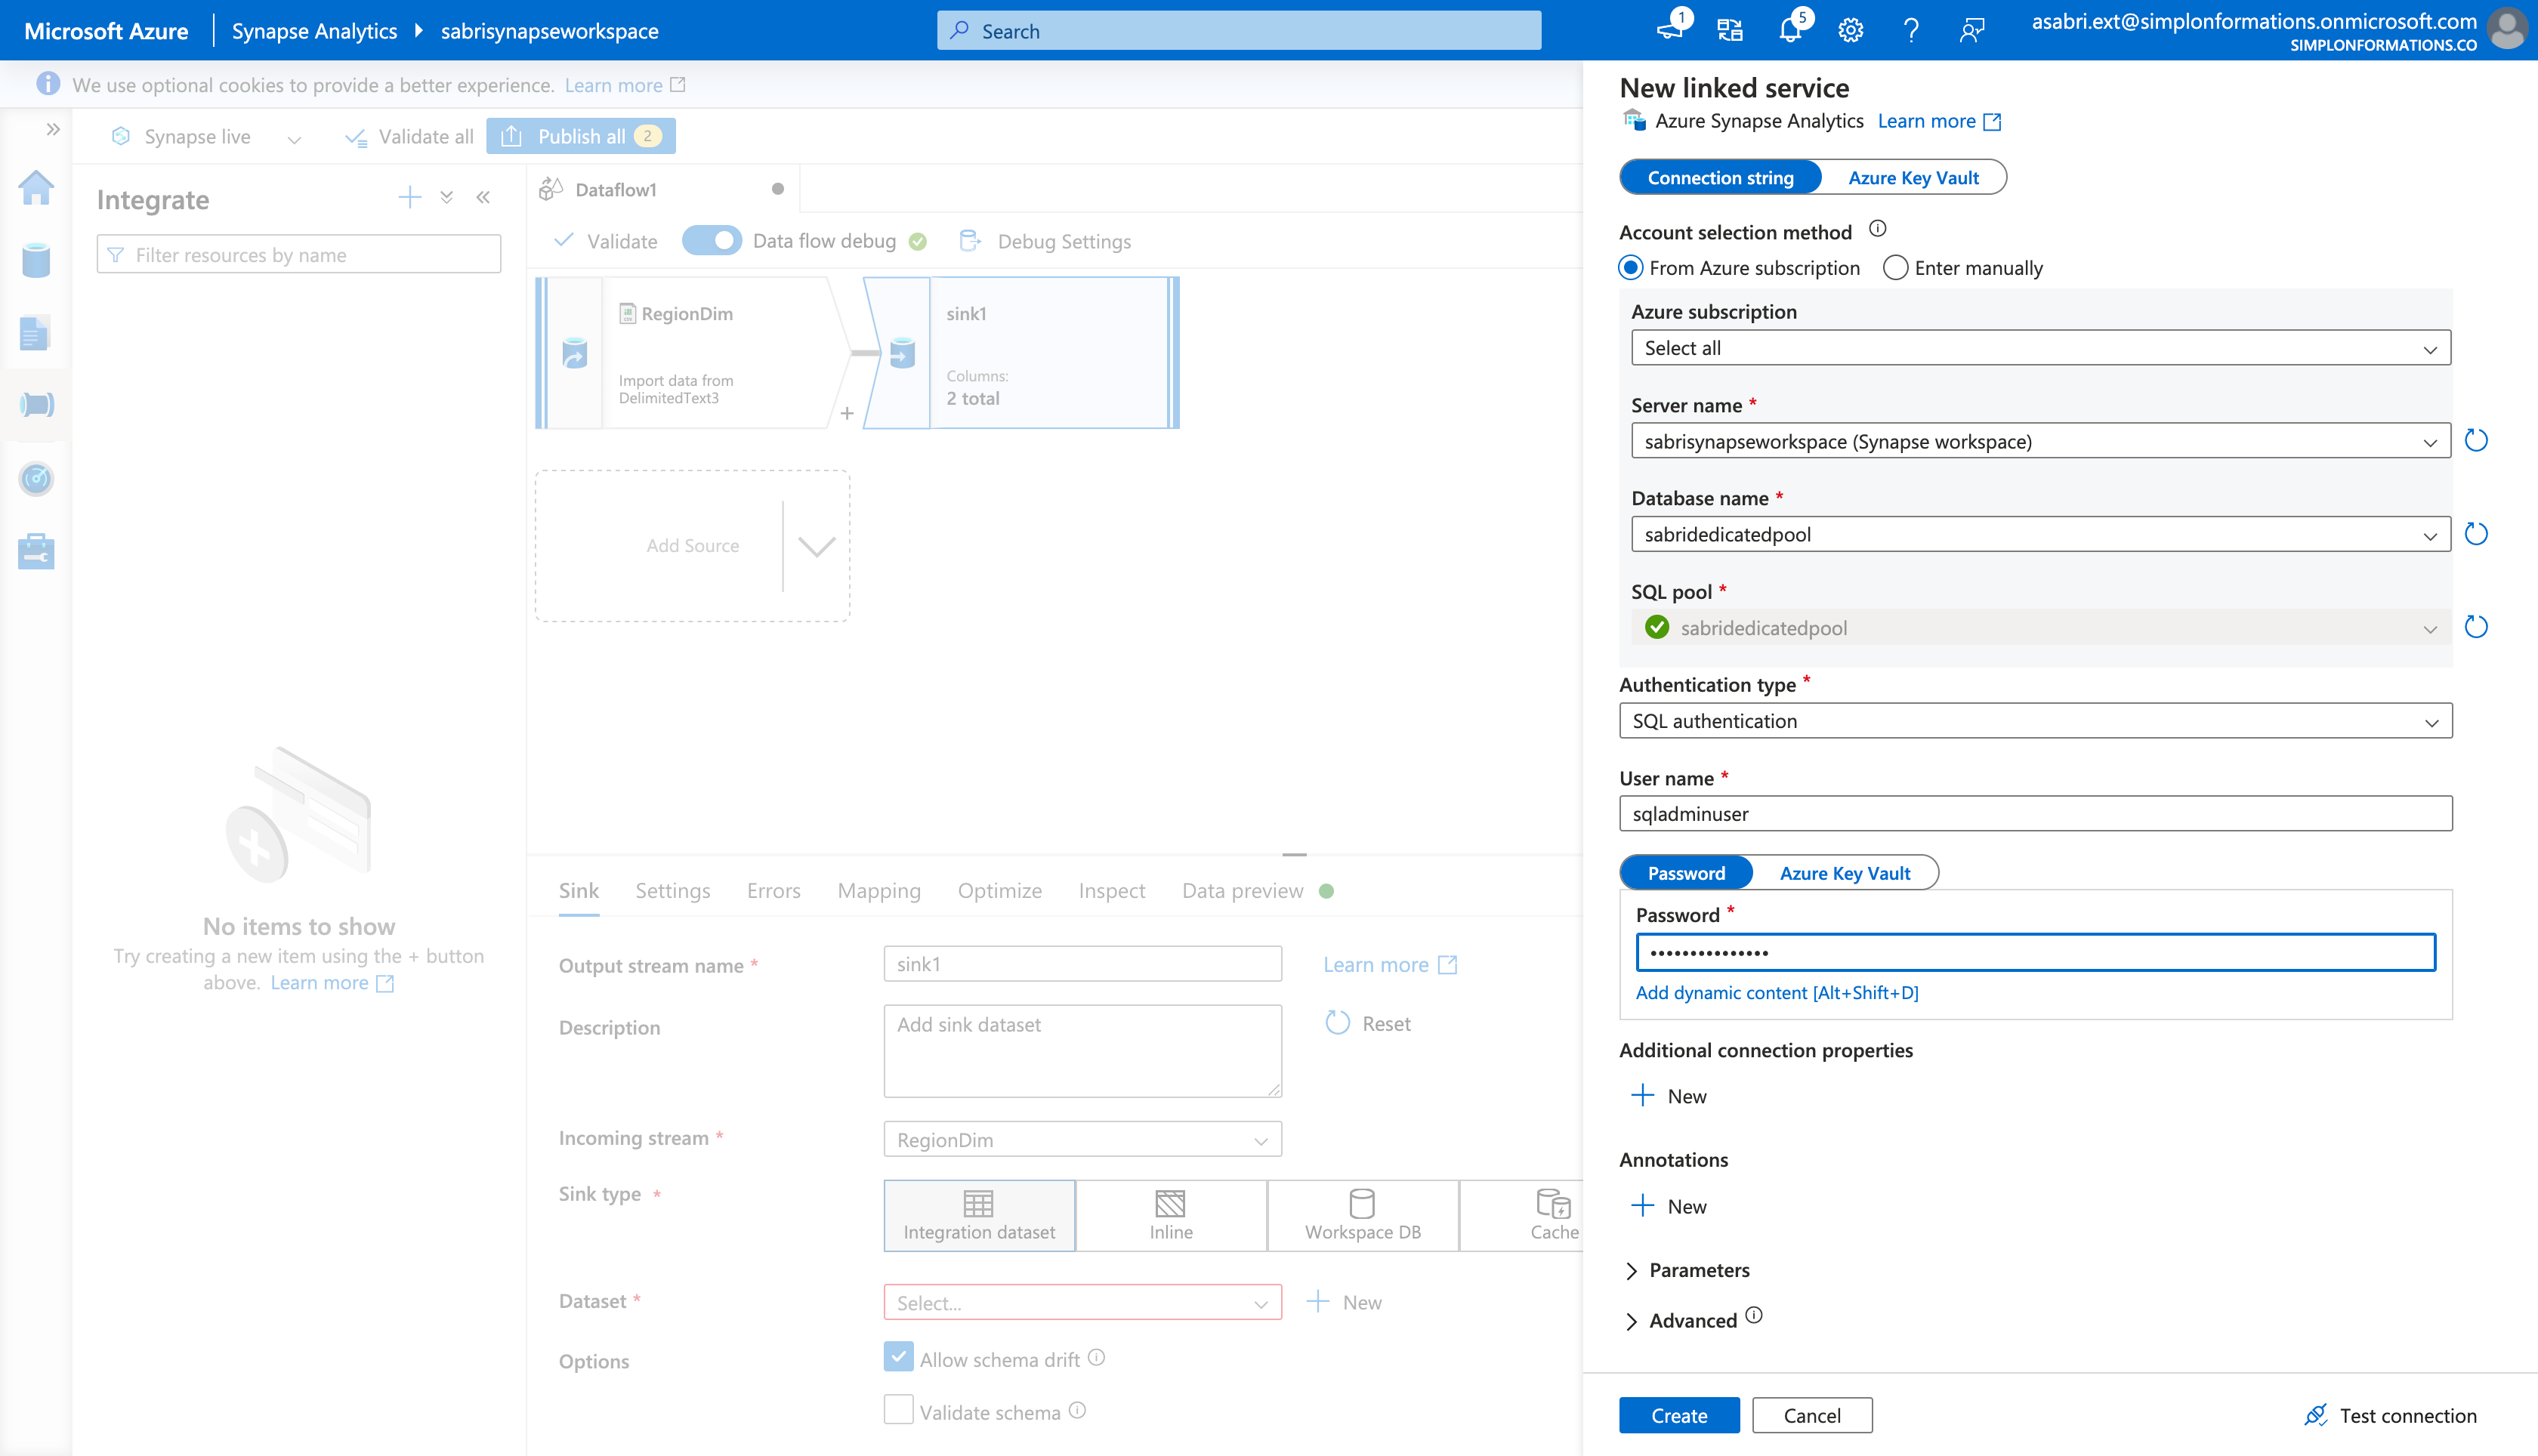 Microsoft Azure
Synapse Analytics
sabrisynapseworkspace
Search
1
5
asabri.ext@simplonformations.onmicrosoft.com
SIMPLONFORMATIONS.CO
We use optional cookies to provide a better experience. Learn more
Synapse live
Validate all
Publish all 2
Integrate
Filter resources by name
No items to show
Try creating a new item using the + button
above. Learn more
Dataflow1
Validate
Data flow debug
Debug Settings
RegionDim
Import data from
DelimitedText3
+
sink1
Columns:
2 total
Add Source
Sink
Settings
Errors
Mapping
Optimize
Inspect
Data preview
Output stream name *
sink1
Learn more
Description
Add sink dataset
Reset
Incoming stream *
RegionDim
Sink type *
Integration dataset
Inline
Workspace DB
Cache
Dataset *
Select...
New
Options
Allow schema drift
Validate schema
New linked service
Azure Synapse Analytics Learn more
Connection string
Azure Key Vault
Account selection method
From Azure subscription
Enter manually
Azure subscription
Select all
Server name *
sabrisynapseworkspace (Synapse workspace)
Database name *
sabridedicatedpool
SQL pool *
sabridedicatedpool
Authentication type *
SQL authentication
User name *
sqladminuser
Password
Azure Key Vault
Password *
•••••••••••••••
Add dynamic content [Alt+Shift+D]
Additional connection properties
New
Annotations
New
Parameters
Advanced
Create
Cancel
Test connection